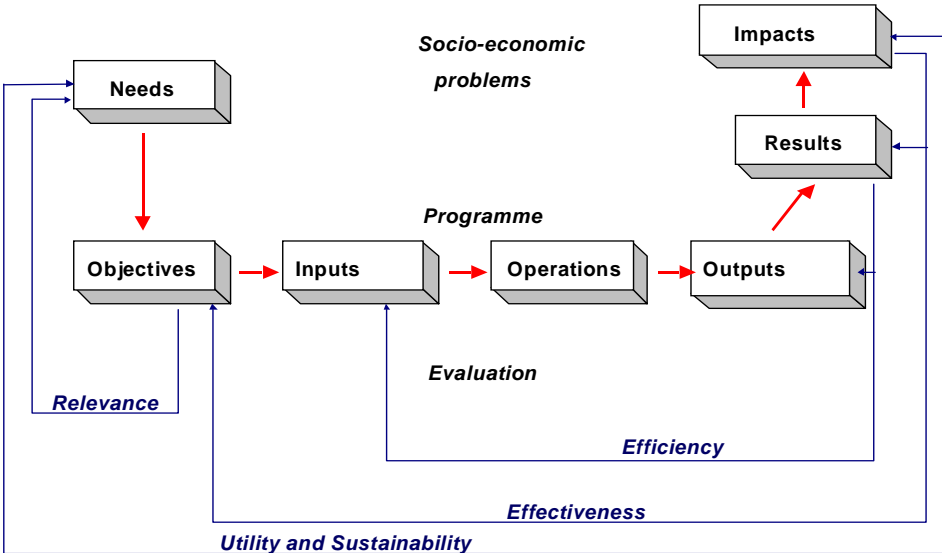 Impacts
Socio-economic
problems
Needs
Results
Programme
Objectives
Inputs
Operations
Outputs
Evaluation
Relevance
Efficiency
Effectiveness
Utility and Sustainability